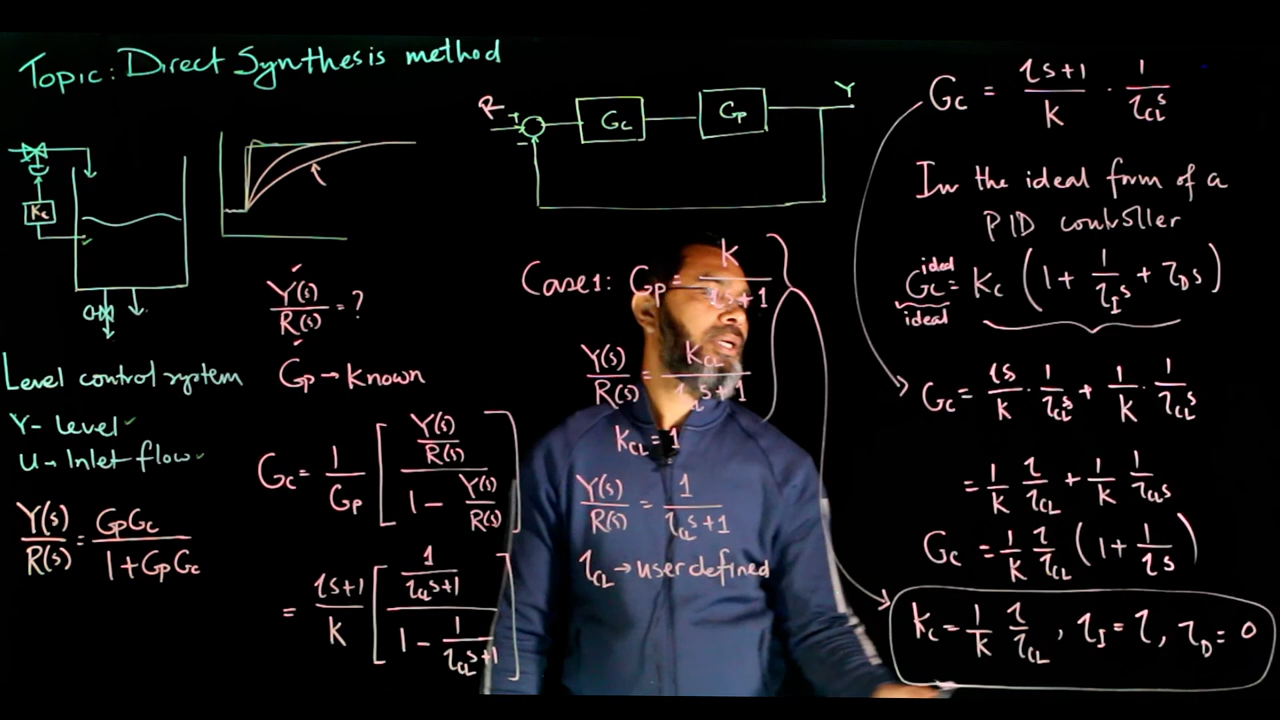 Topic: Direct Synthesis method
Kc
Y(s)/R(s) = ?
Gp → Known
Level control system
Y- Level ✓
U → Inlet flow ✓
Y(s)/R(s) = GpGc/(1+GpGc)
Gc = 1/Gp [ (Y(s)/R(s)) / (1 - Y(s)/R(s)) ]
= (τs+1)/K [ (1/(τCLs+1)) / (1 - 1/(τCLs+1)) ]
R + - Gc Gp Y
Case1: Gp = K/(τs+1)
Y(s)/R(s) = KCL/(τCLs+1)
KCL = 1
Y(s)/R(s) = 1/(τCLs+1)
τCL → user defined
Gc = (τs+1)/K · 1/(τCLs)
In the ideal form of a
PID controller
Gc ideal = Kc (1 + 1/(τIs) + τDs)
ideal
Gc = τs/K · 1/(τCLs) + 1/K · 1/(τCLs)
= 1/K τ/τCL + 1/K 1/(τCLs)
Gc = 1/K τ/τCL (1 + 1/(τs))
Kc = 1/K τ/τCL , τI = τ, τD = 0